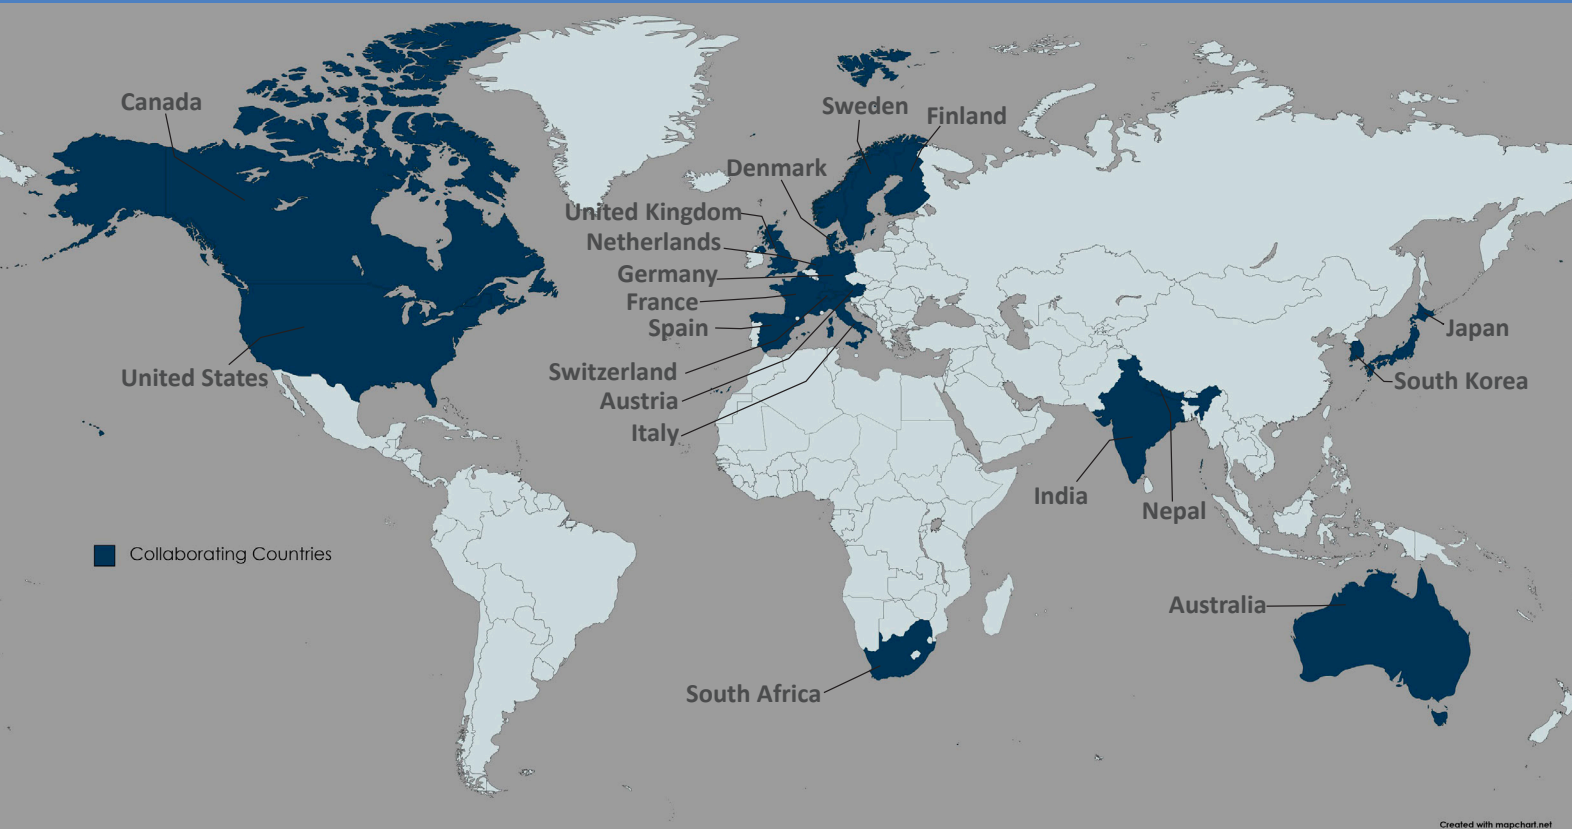 Canada
Sweden
Finland
Denmark
United Kingdom
Netherlands
Germany
France
Spain
Japan
Switzerland
United States
South Korea
Austria
Italy
India
Nepal
Collaborating Countries
Australia
South Africa
Created with mapchart.net